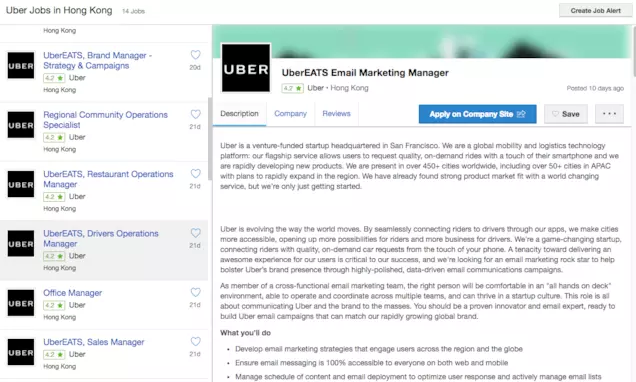 Uber Jobs in Hong Kong 14 Jobs
Create Job Alert
Hong Kong
UBER
UberEATS, Brand Manager -
Strategy & Campaigns
4.2 ★ Uber
Hong Kong
20d
UBER
Regional Community Operations
Specialist
4.2 ★ Uber
Hong Kong
21d
UBER
UberEATS, Restaurant Operations
Manager
4.2 ★ Uber
Hong Kong
21d
UBER
UberEATS, Drivers Operations
Manager
4.2 ★ Uber
Hong Kong
21d
UBER
Office Manager
4.2 ★ Uber
Hong Kong
21d
UBER
UberEATS, Sales Manager
4.2 ★ Uber
Hong Kong
21d
UBER
UberEATS Email Marketing Manager
4.2 ★ Uber • Hong Kong
Posted 10 days ago
Description Company Reviews
Apply on Company Site
Save
Uber is a venture-funded startup headquartered in San Francisco. We are a global mobility and logistics technology
platform: our flagship service allows users to request quality, on-demand rides with a touch of their smartphone and we
are rapidly developing new products. We are present in over 450+ cities worldwide, including over 50+ cities in APAC
with plans to rapidly expand in the region. We have already found strong product market fit with a world changing
service, but we're only just getting started.
Uber is evolving the way the world moves. By seamlessly connecting riders to drivers through our apps, we make cities
more accessible, opening up more possibilities for riders and more business for drivers. We're a game-changing startup,
connecting riders with quality, on-demand car requests from the touch of your phone. A tenacity toward delivering an
awesome experience for our users is critical to our success, and we're looking for an email marketing rock star to help
bolster Uber's brand presence through highly-polished, data-driven email communications campaigns.
As member of a cross-functional email marketing team, the right person will be comfortable in an "all hands on deck"
environment, able to operate and coordinate across multiple teams, and can thrive in a startup culture. This role is all
about communicating Uber and the brand to the masses. You should be a proven innovator and email expert, ready to
build Uber email campaigns that can match our rapidly growing global brand.
What you'll do
• Develop email marketing strategies that engage users across the region and the globe
• Ensure email messaging is 100% accessible to everyone on both web and mobile
• Manage schedule of content and email deployment to optimize user response and actively manage email lists